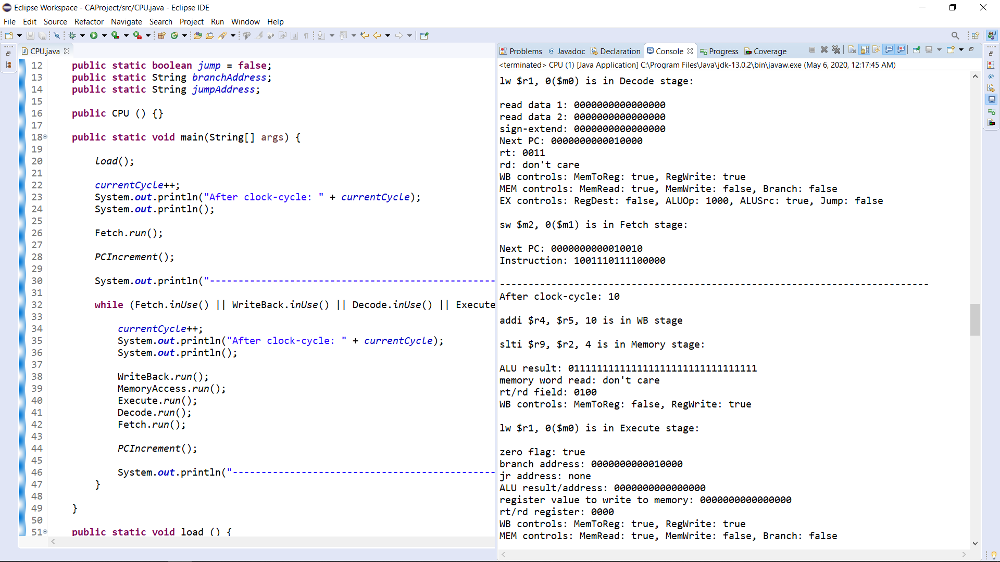 Eclipse Workspace - CAProject/src/CPU.java - Eclipse IDE
File Edit Source Refactor Navigate Search Project Run Window Help
CPU.java
12 public static boolean jump = false;
13 public static String branchAddress;
14 public static String jumpAddress;
15
16 public CPU () {}
17
18 public static void main(String[] args) {
19
20 load();
21
22 currentCycle++;
23 System.out.println("After clock-cycle: " + currentCycle);
24 System.out.println();
25
26 Fetch.run();
27
28 PCIncrement();
29
30 System.out.println("--------------------------------------------------
31
32 while (Fetch.inUse() || WriteBack.inUse() || Decode.inUse() || Execute
33
34 currentCycle++;
35 System.out.println("After clock-cycle: " + currentCycle);
36 System.out.println();
37
38 WriteBack.run();
39 MemoryAccess.run();
40 Execute.run();
41 Decode.run();
42 Fetch.run();
43
44 PCIncrement();
45
46 System.out.println("----------------------------------------------
47 }
48
49 }
50
51 public static void load () {
Problems Javadoc Declaration Console Progress Coverage
<terminated> CPU (1) [Java Application] C:\Program Files\Java\jdk-13.0.2\bin\javaw.exe (May 6, 2020, 12:17:45 AM)
lw $r1, 0($m0) is in Decode stage:
read data 1: 0000000000000000
read data 2: 0000000000000000
sign-extend: 0000000000000000
Next PC: 0000000000010000
rt: 0011
rd: don't care
WB controls: MemToReg: true, RegWrite: true
MEM controls: MemRead: true, MemWrite: false, Branch: false
EX controls: RegDest: false, ALUOp: 1000, ALUSrc: true, Jump: false
sw $m2, 0($m1) is in Fetch stage:
Next PC: 0000000000010010
Instruction: 1001110111100000
---------------------------------------------------------------------------
After clock-cycle: 10
addi $r4, $r5, 10 is in WB stage
slti $r9, $r2, 4 is in Memory stage:
ALU result: 011111111111111111111111111111111
memory word read: don't care
rt/rd field: 0100
WB controls: MemToReg: false, RegWrite: true
lw $r1, 0($m0) is in Execute stage:
zero flag: true
branch address: 0000000000010000
jr address: none
ALU result/address: 0000000000000000
register value to write to memory: 0000000000000000
rt/rd register: 0000
WB controls: MemToReg: true, RegWrite: true
MEM controls: MemRead: true, MemWrite: false, Branch: false